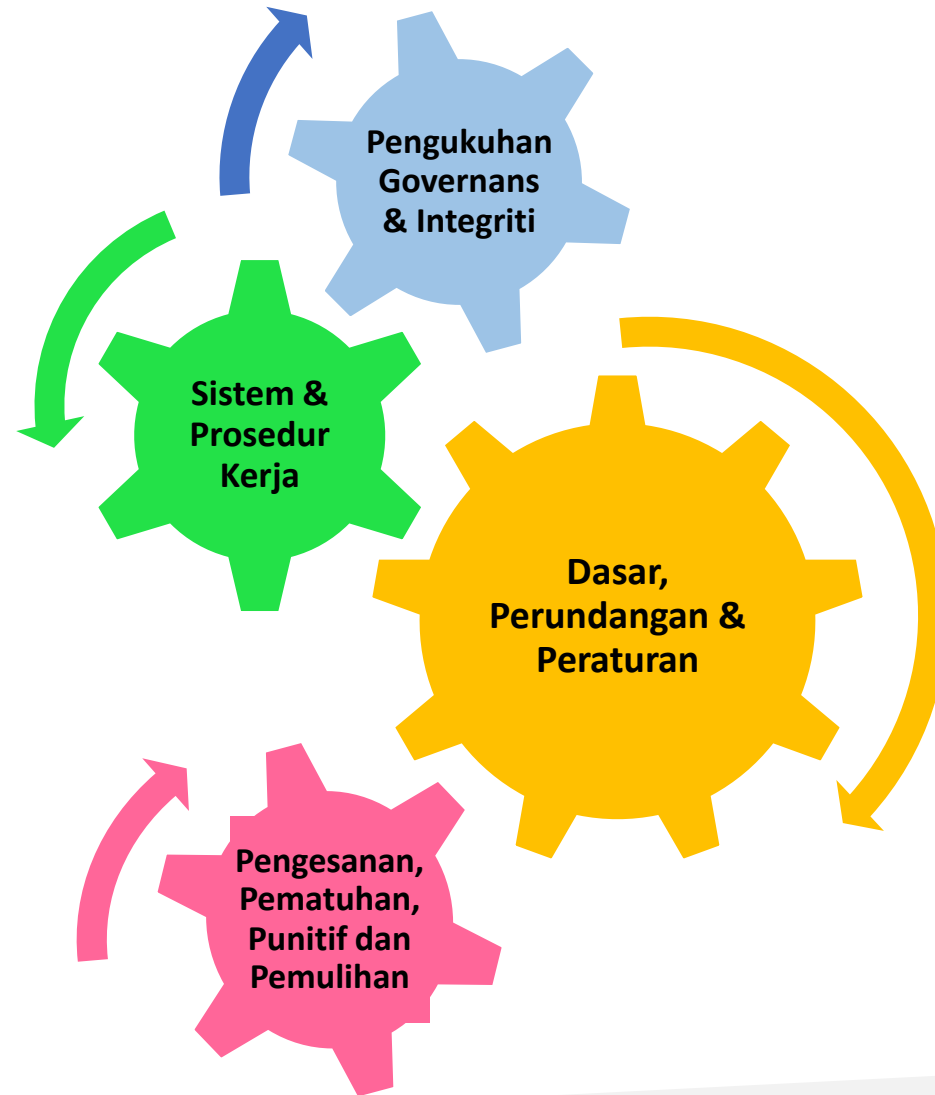 Pengukuhan
Governans
& Integriti
Sistem &
Prosedur
Kerja
Dasar,
Perundangan &
Peraturan
Pengesanan,
Pematuhan,
Punitif dan
Pemulihan